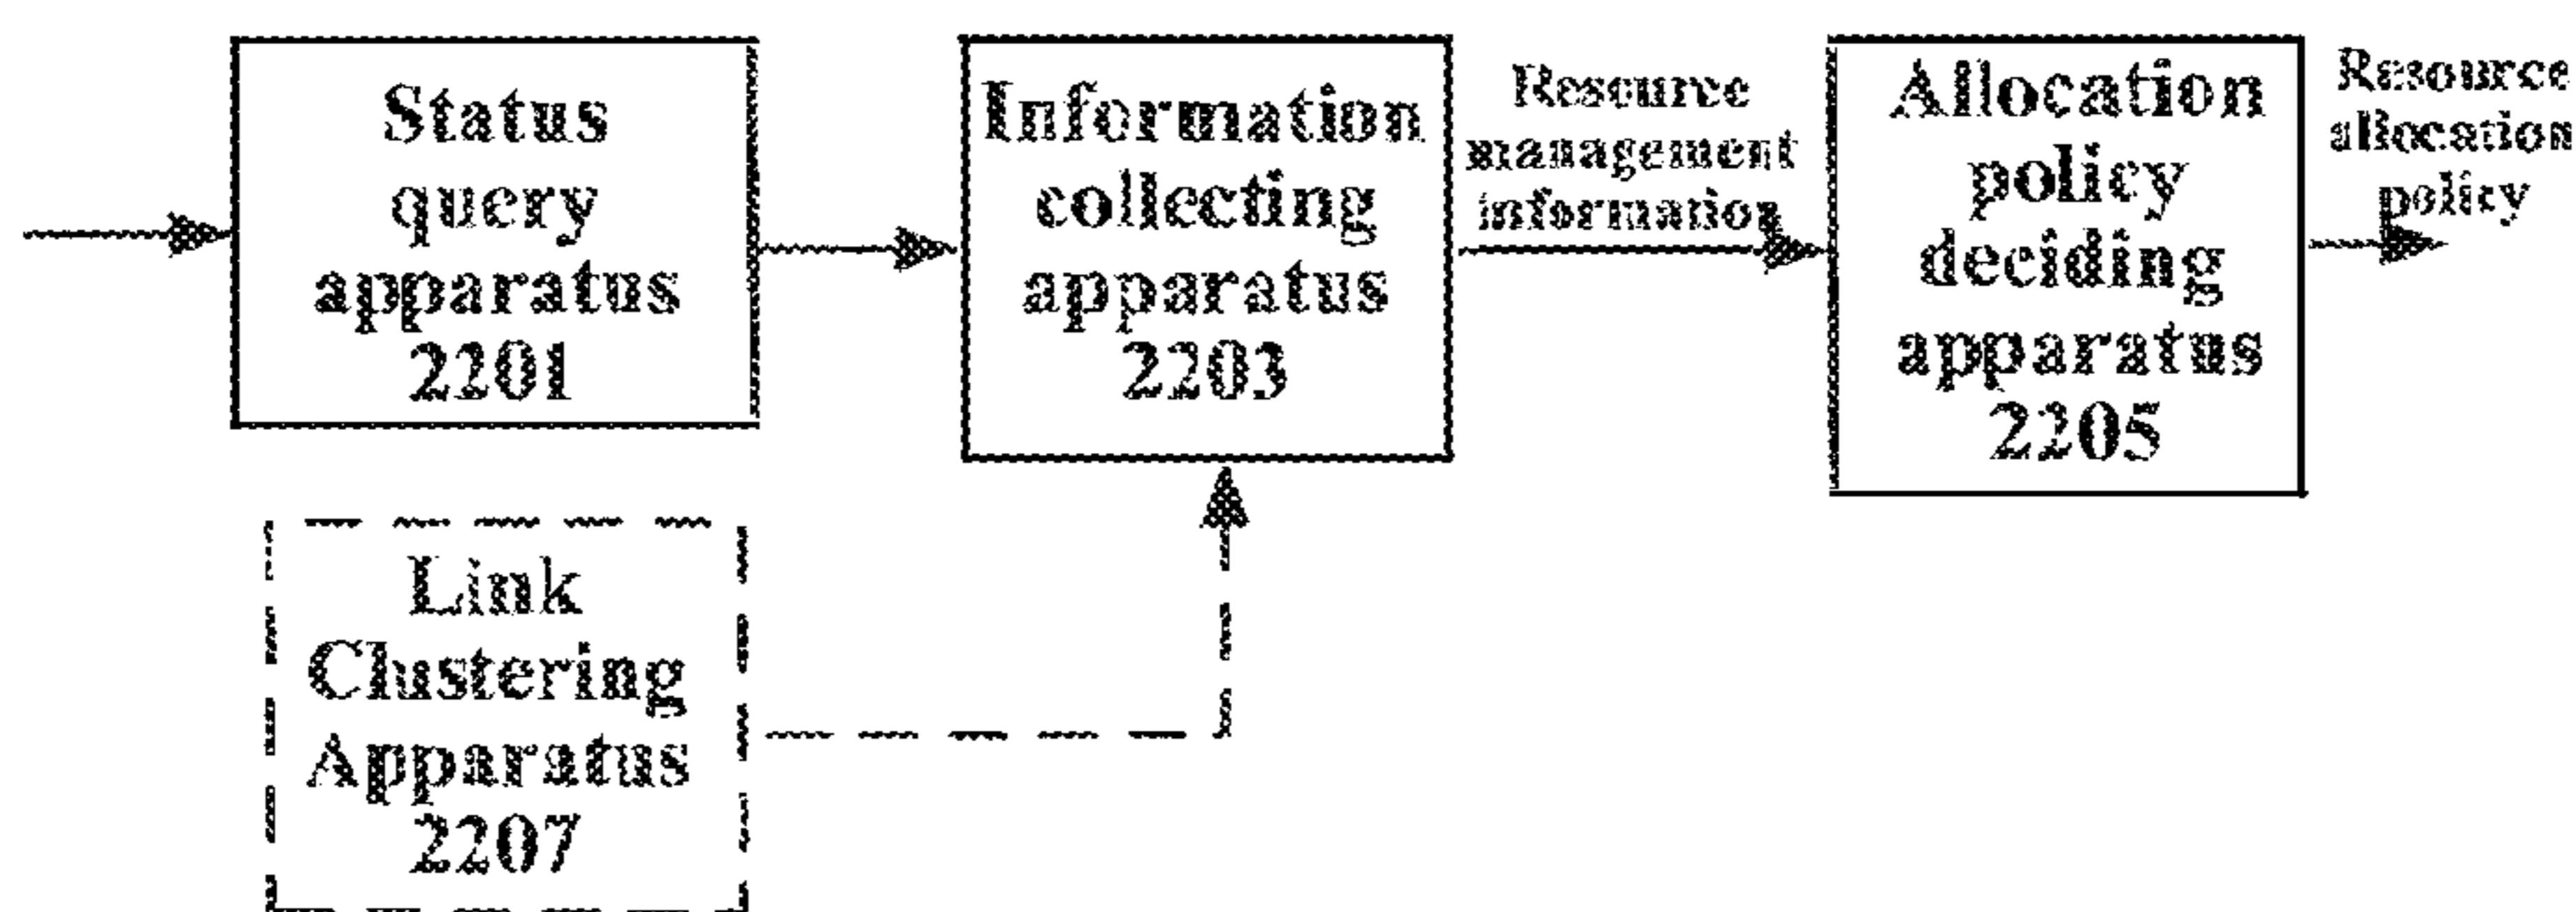 Status
query
apparatus
2201
Information
collecting
apparatus
2203
Resource
management
information
Allocation
policy
deciding
apparatus
2205
Resource
allocation
policy
Link
Clustering
Apparatus
2207